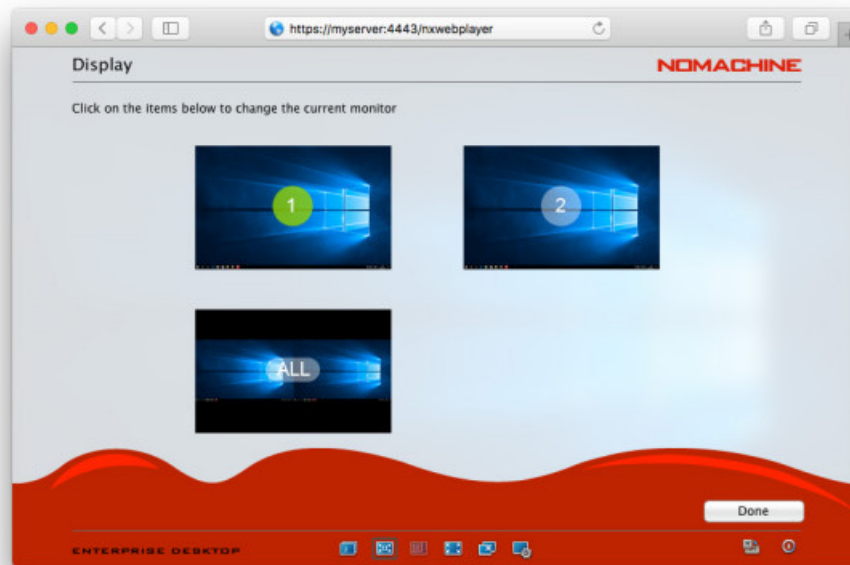 https://myserver:4443/nxwebplayer
Display
NOMACHINE
Click on the items below to change the current monitor
1
2
ALL
Done
ENTERPRISE DESKTOP